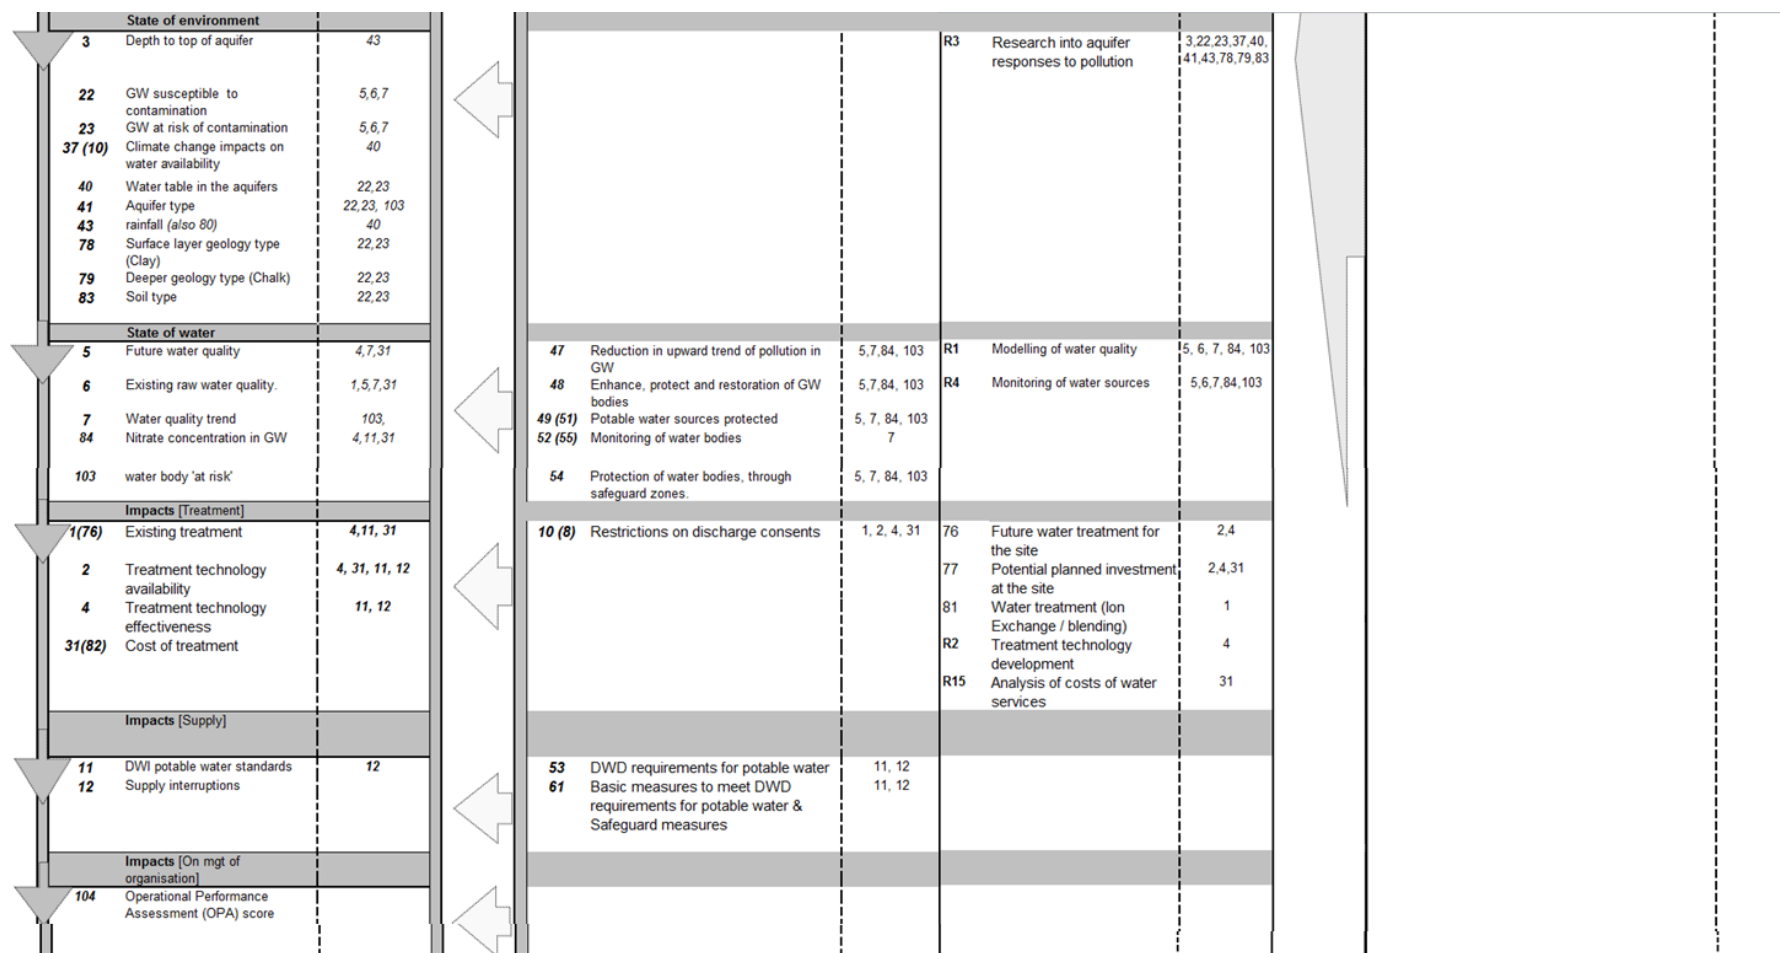 State of environment
3 Depth to top of aquifer 43
R3 Research into aquifer 3,22,23,37,40,
responses to pollution 41,43,78,79,83
22 GW susceptible to 5,6,7
contamination
23 GW at risk of contamination 5,6,7
37 (10) Climate change impacts on 40
water availability
40 Water table in the aquifers 22,23
41 Aquifer type 22,23, 103
43 rainfall (also 80) 40
78 Surface layer geology type 22,23
(Clay)
79 Deeper geology type (Chalk) 22,23
83 Soil type 22,23
State of water
5 Future water quality 4,7,31
47 Reduction in upward trend of pollution in 5,7,84, 103
GW
R1 Modelling of water quality 5, 6, 7, 84, 103
6 Existing raw water quality. 1,5,7,31
48 Enhance, protect and restoration of GW 5,7,84, 103
bodies
R4 Monitoring of water sources 5,6,7,84,103
7 Water quality trend 103,
49 (51) Potable water sources protected 5, 7, 84, 103
84 Nitrate concentration in GW 4,11,31
52 (55) Monitoring of water bodies 7
103 water body 'at risk'
54 Protection of water bodies, through 5, 7, 84, 103
safeguard zones.
Impacts [Treatment]
1(76) Existing treatment 4,11, 31
10 (8) Restrictions on discharge consents 1, 2, 4, 31
76 Future water treatment for 2,4
the site
2 Treatment technology 4, 31, 11, 12
availability
77 Potential planned investment 2,4,31
at the site
4 Treatment technology 11, 12
effectiveness
81 Water treatment (Ion 1
Exchange / blending)
31(82) Cost of treatment
R2 Treatment technology 4
development
R15 Analysis of costs of water 31
services
Impacts [Supply]
11 DWI potable water standards 12
53 DWD requirements for potable water 11, 12
12 Supply interruptions
61 Basic measures to meet DWD 11, 12
requirements for potable water &
Safeguard measures
Impacts [On mgt of
organisation]
104 Operational Performance
Assessment (OPA) score